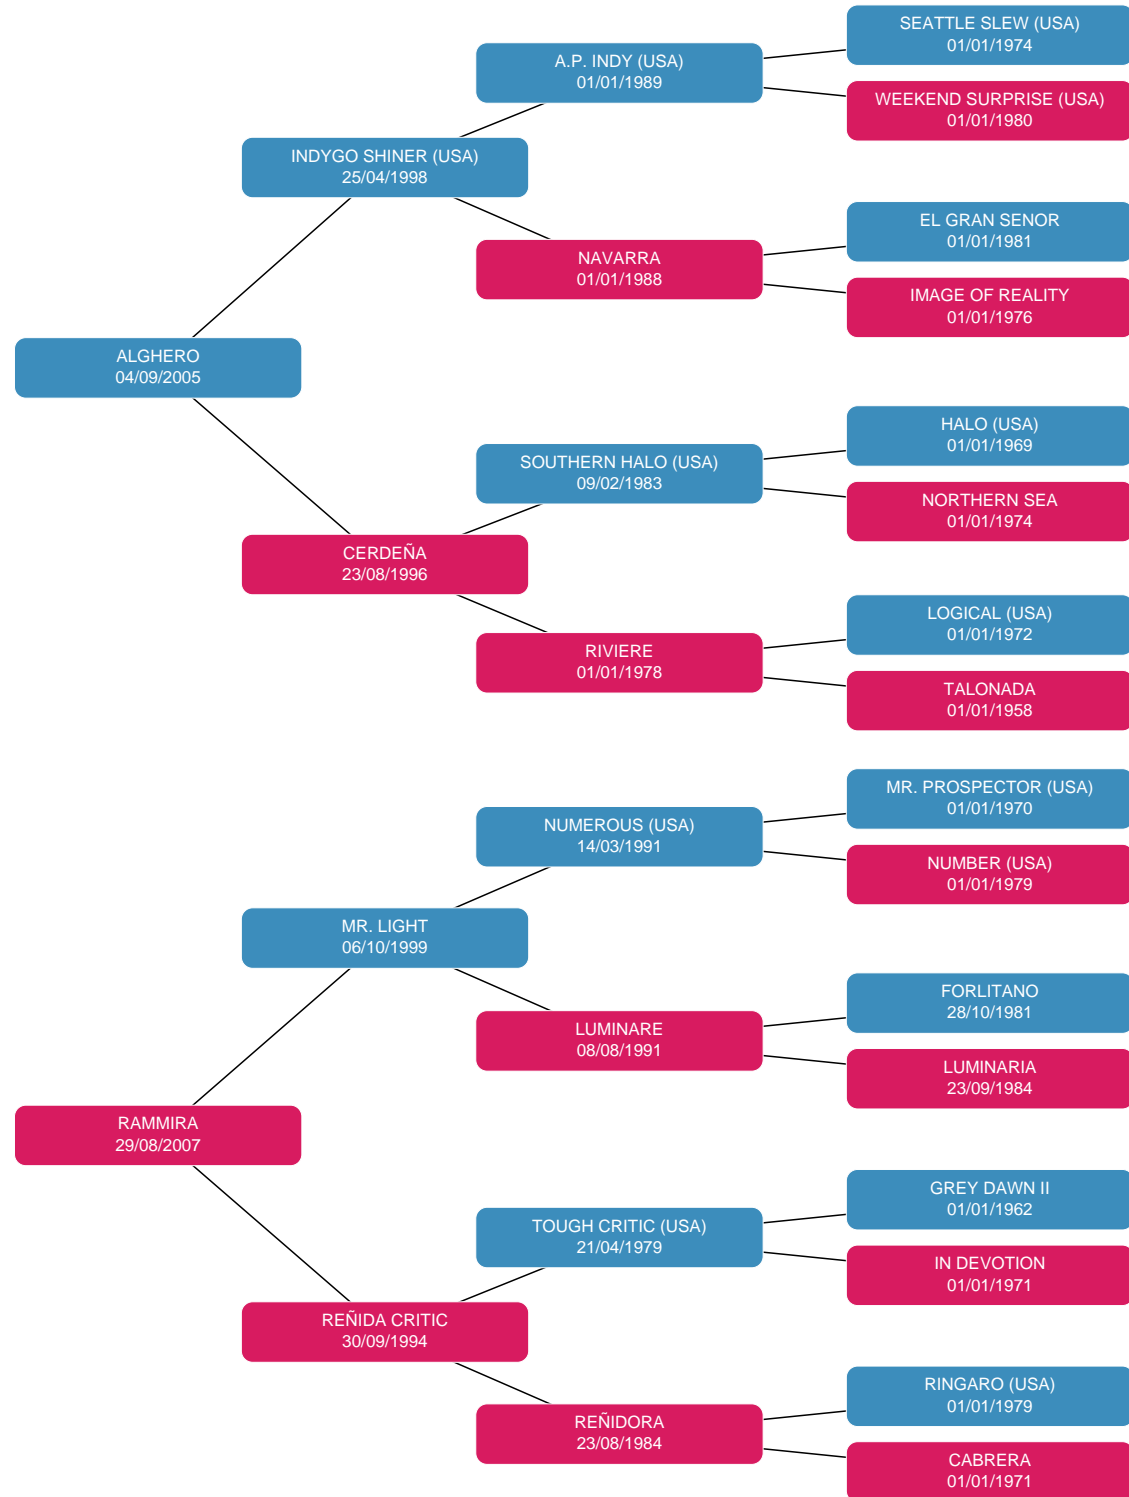 SEATTLE SLEW (USA)
01/01/1974
A.P. INDY (USA)
01/01/1989
WEEKEND SURPRISE (USA)
01/01/1980
INDYGO SHINER (USA)
25/04/1998
EL GRAN SENOR
01/01/1981
NAVARRA
01/01/1988
IMAGE OF REALITY
01/01/1976
ALGHERO
04/09/2005
HALO (USA)
01/01/1969
SOUTHERN HALO (USA)
09/02/1983
NORTHERN SEA
01/01/1974
CERDEÑA
23/08/1996
LOGICAL (USA)
01/01/1972
RIVIERE
01/01/1978
TALONADA
01/01/1958
MR. PROSPECTOR (USA)
01/01/1970
NUMEROUS (USA)
14/03/1991
NUMBER (USA)
01/01/1979
MR. LIGHT
06/10/1999
FORLITANO
28/10/1981
LUMINARE
08/08/1991
LUMINARIA
23/09/1984
RAMMIRA
29/08/2007
GREY DAWN II
01/01/1962
TOUGH CRITIC (USA)
21/04/1979
IN DEVOTION
01/01/1971
REÑIDA CRITIC
30/09/1994
RINGARO (USA)
01/01/1979
REÑIDORA
23/08/1984
CABRERA
01/01/1971